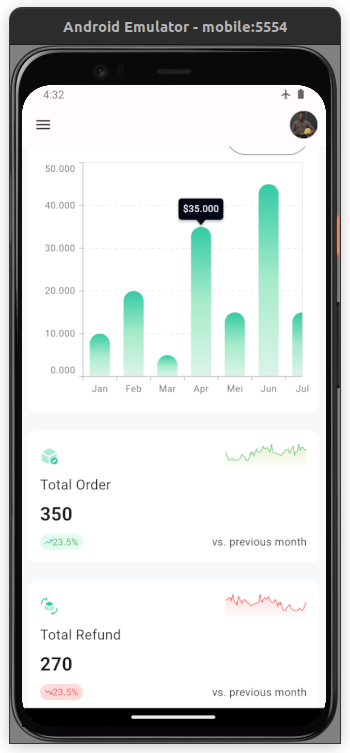 Android Emulator - mobile:5554
4:32
50.000
40.000
$35.000
30.000
20.000
10.000
0.000
Jan Feb Mar Apr Mei Jun Jul
Total Order
350
23.5% vs. previous month
Total Refund
270
23.5% vs. previous month